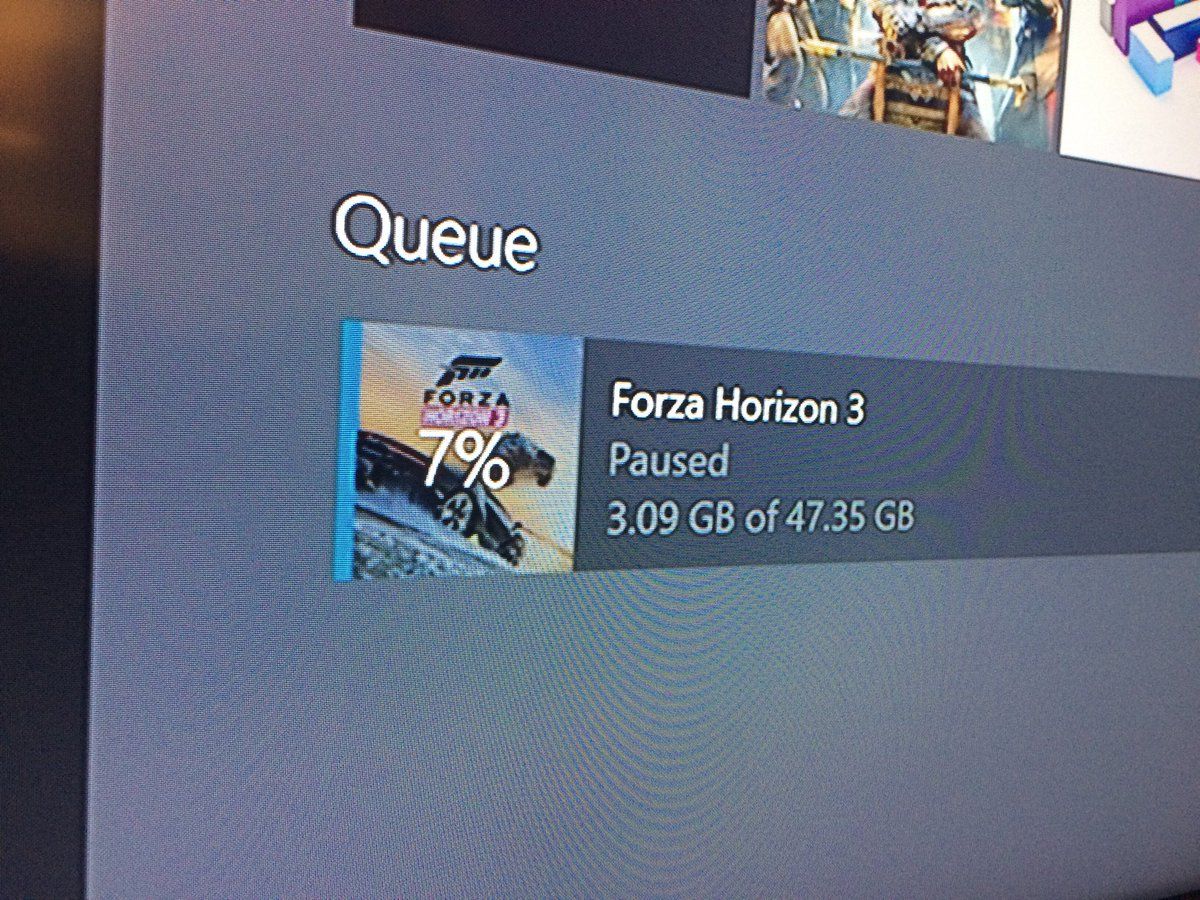 Queue
FORZA
HORIZON 3
7%
Forza Horizon 3
Paused
3.09 GB of 47.35 GB